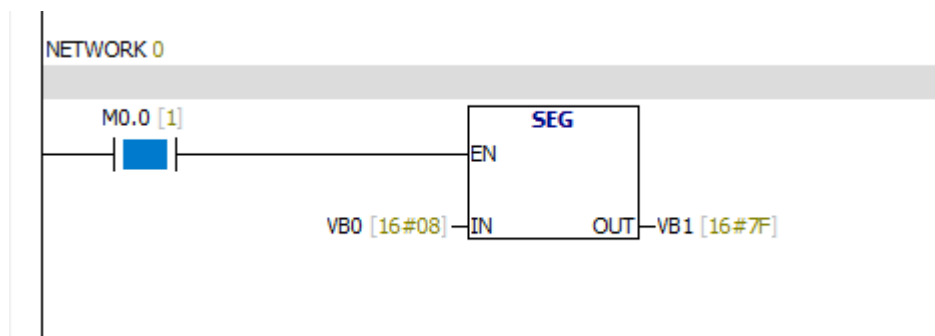 NETWORK 0
M0.0 [1]
SEG
EN
VB0 [16#08] IN OUT VB1 [16#7F]